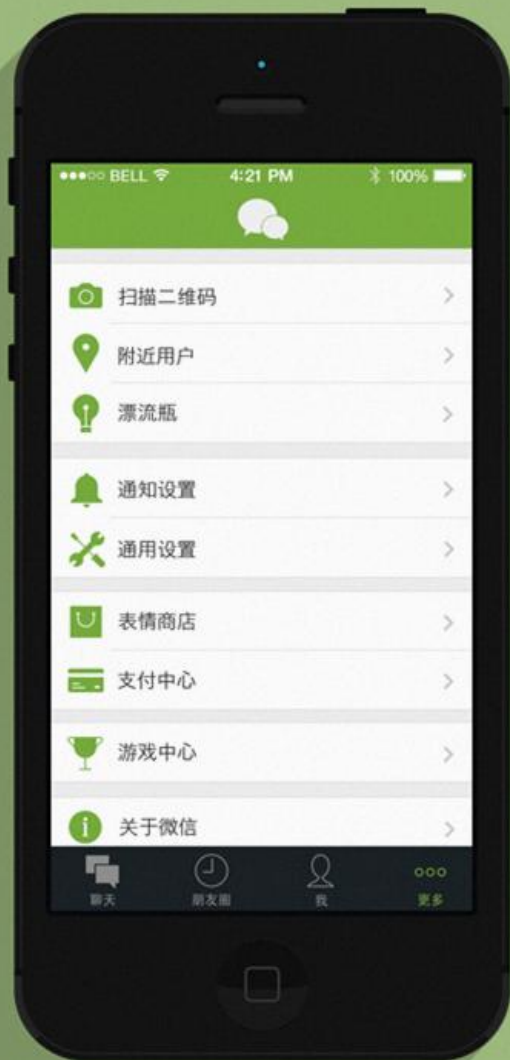 BELL 4:21 PM 100%
扫描二维码
附近用户
漂流瓶
通知设置
通用设置
表情商店
支付中心
游戏中心
关于微信
聊天 朋友圈 我 更多